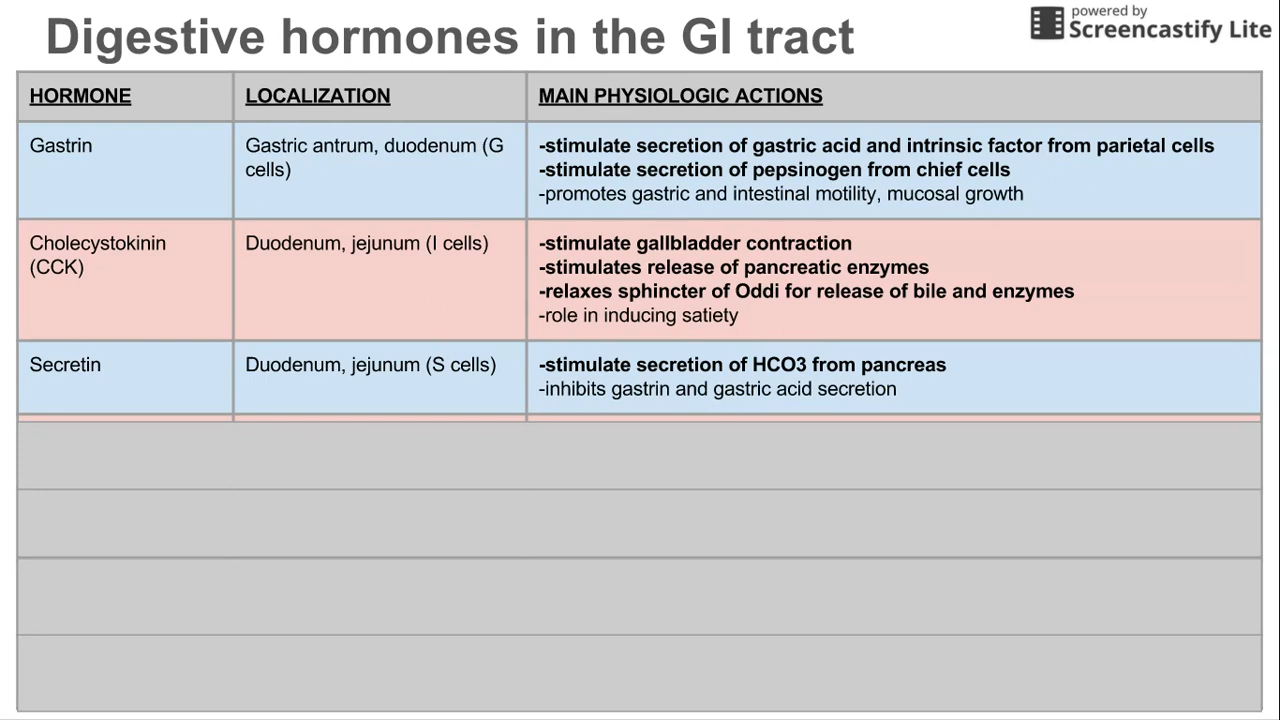 Digestive hormones in the GI tract
powered by
Screencastify Lite
HORMONE
LOCALIZATION
MAIN PHYSIOLOGIC ACTIONS
Gastrin
Gastric antrum, duodenum (G
cells)
-stimulate secretion of gastric acid and intrinsic factor from parietal cells
-stimulate secretion of pepsinogen from chief cells
-promotes gastric and intestinal motility, mucosal growth
Cholecystokinin
(CCK)
Duodenum, jejunum (I cells)
-stimulate gallbladder contraction
-stimulates release of pancreatic enzymes
-relaxes sphincter of Oddi for release of bile and enzymes
-role in inducing satiety
Secretin
Duodenum, jejunum (S cells)
-stimulate secretion of HCO3 from pancreas
-inhibits gastrin and gastric acid secretion